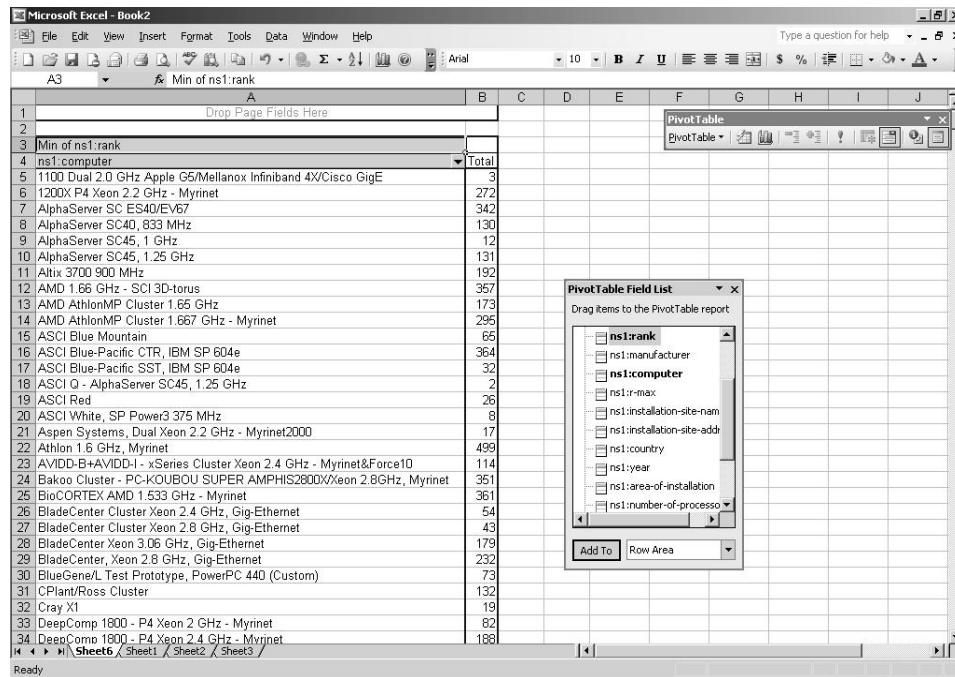 Microsoft Excel - Book2
File Edit View Insert Format Tools Data Window Help Type a question for help
Arial 10 B I U $ % A
A3 fx Min of ns1:rank
A B C D E F G H I J
1 Drop Page Fields Here
2
3 Min of ns1:rank
4 ns1:computer Total
5 1100 Dual 2.0 GHz Apple G5/Mellanox Infiniband 4X/Cisco GigE 3
6 1200X P4 Xeon 2.2 GHz - Myrinet 272
7 AlphaServer SC ES40/EV67 342
8 AlphaServer SC40, 833 MHz 130
9 AlphaServer SC45, 1 GHz 12
10 AlphaServer SC45, 1.25 GHz 131
11 Altix 3700 900 MHz 192
12 AMD 1.66 GHz - SCI 3D-torus 357
13 AMD AthlonMP Cluster 1.65 GHz 173
14 AMD AthlonMP Cluster 1.667 GHz - Myrinet 295
15 ASCI Blue Mountain 65
16 ASCI Blue-Pacific CTR, IBM SP 604e 364
17 ASCI Blue-Pacific SST, IBM SP 604e 32
18 ASCI Q - AlphaServer SC45, 1.25 GHz 2
19 ASCI Red 26
20 ASCI White, SP Power3 375 MHz 8
21 Aspen Systems, Dual Xeon 2.2 GHz - Myrinet2000 17
22 Athlon 1.6 GHz, Myrinet 499
23 AVIDD-B+AVIDD-I - xSeries Cluster Xeon 2.4 GHz - Myrinet&Force10 114
24 Bakoo Cluster - PC-KOUBOU SUPER AMPHIS2800X/Xeon 2.8GHz, Myrinet 351
25 BioCORTEX AMD 1.533 GHz - Myrinet 361
26 BladeCenter Cluster Xeon 2.4 GHz, Gig-Ethernet 54
27 BladeCenter Cluster Xeon 2.8 GHz, Gig-Ethernet 43
28 BladeCenter Xeon 3.06 GHz, Gig-Ethernet 179
29 BladeCenter, Xeon 2.8 GHz, Gig-Ethernet 232
30 BlueGene/L Test Prototype, PowerPC 440 (Custom) 73
31 CPlant/Ross Cluster 132
32 Cray X1 19
33 DeepComp 1800 - P4 Xeon 2 GHz - Myrinet 82
34 DeepComp 1800 - P4 Xeon 2.4 GHz - Myrinet 188
PivotTable
PivotTable
PivotTable Field List
Drag items to the PivotTable report
ns1:rank
ns1:manufacturer
ns1:computer
ns1:r-max
ns1:installation-site-nam
ns1:installation-site-addr
ns1:country
ns1:year
ns1:area-of-installation
ns1:number-of-processo
Add To Row Area
Sheet6 Sheet1 Sheet2 Sheet3
Ready